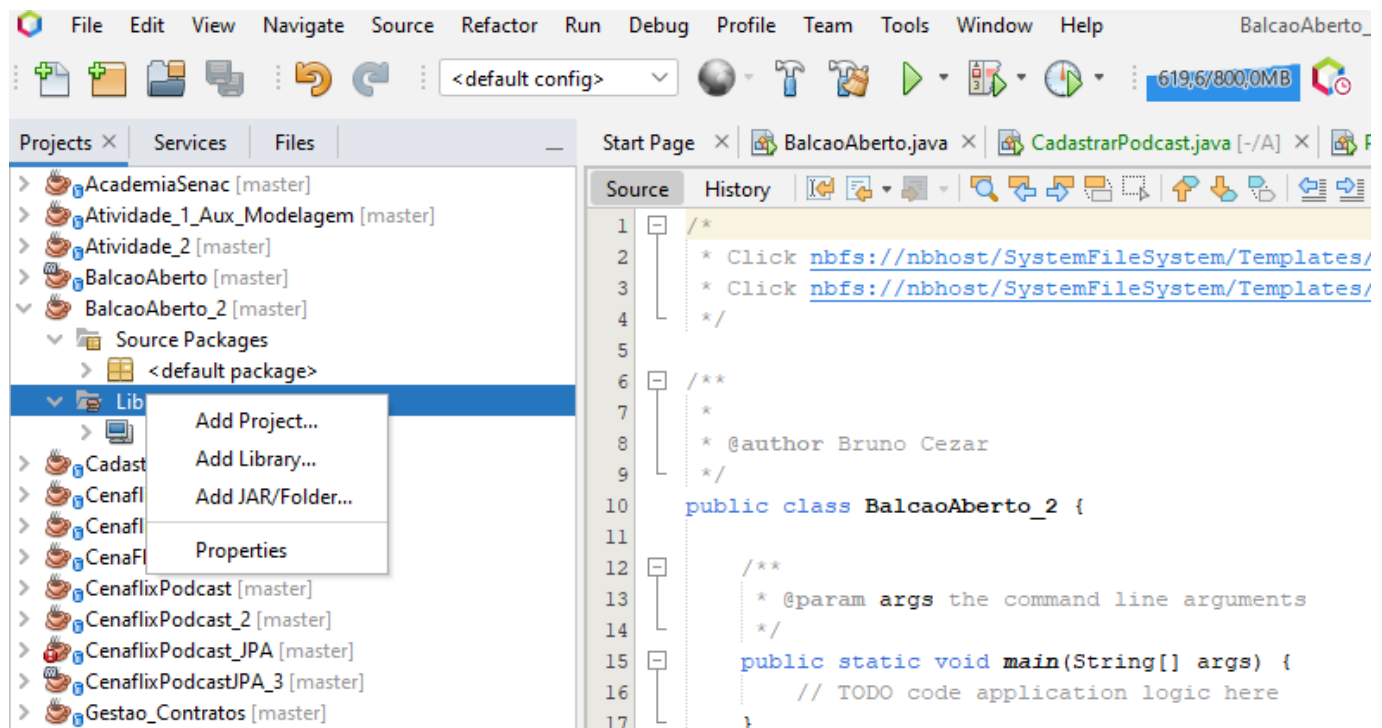 File Edit View Navigate Source Refactor Run Debug Profile Team Tools Window Help BalcaoAberto_
<default config> 619,6/800,0MB
Projects Services Files
Start Page BalcaoAberto.java CadastrarPodcast.java [-/A]
Source History
AcademiaSenac [master]
Atividade_1_Aux_Modelagem [master]
Atividade_2 [master]
BalcaoAberto [master]
BalcaoAberto_2 [master]
Source Packages
<default package>
Lib
Add Project...
Add Library...
Add JAR/Folder...
Properties
Cadast
Cenafl
Cenafl
CenaFl
CenaflixPodcast [master]
CenaflixPodcast_2 [master]
CenaflixPodcast_JPA [master]
CenaflixPodcastJPA_3 [master]
Gestao_Contratos [master]
1 /*
2 * Click nbfs://nbhost/SystemFileSystem/Templates/
3 * Click nbfs://nbhost/SystemFileSystem/Templates/
4 */
5
6 /**
7 *
8 * @author Bruno Cezar
9 */
10 public class BalcaoAberto_2 {
11
12 /**
13 * @param args the command line arguments
14 */
15 public static void main(String[] args) {
16 // TODO code application logic here
17 }